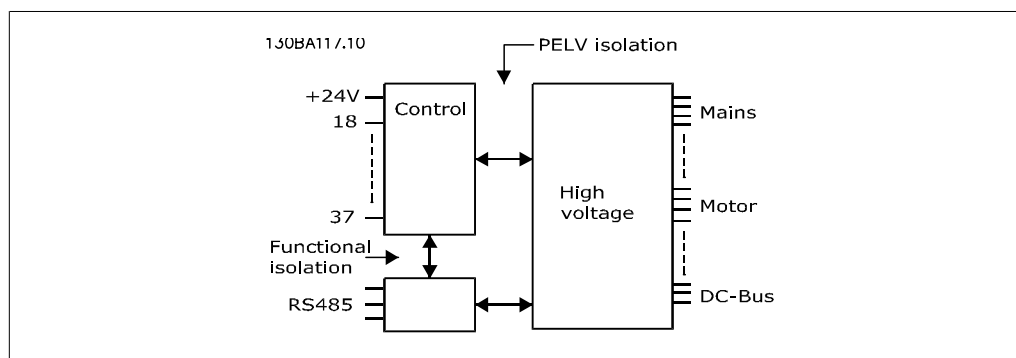 130BA117.10
PELV isolation
+24V
Control
18
Mains
High
voltage
37
Motor
Functional
isolation
RS485
DC-Bus